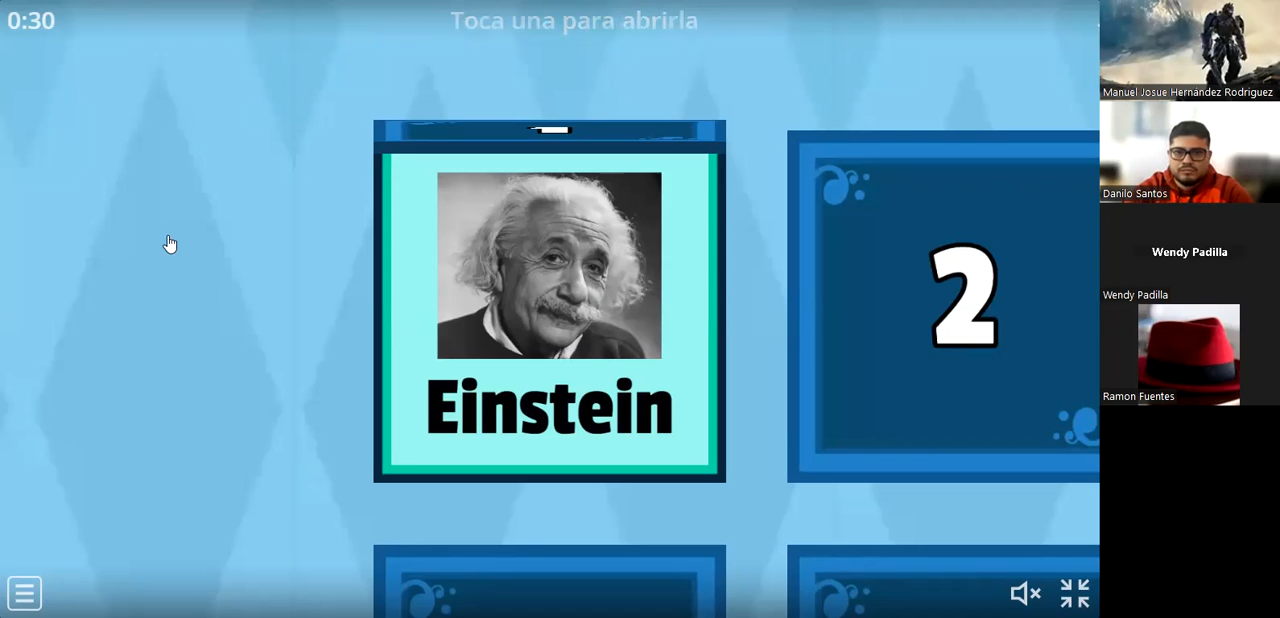 0:30
Toca una para abrirla
Einstein
2
Manuel Josue Hernandez Rodriguez
Danilo Santos
Wendy Padilla
Wendy Padilla
Ramon Fuentes